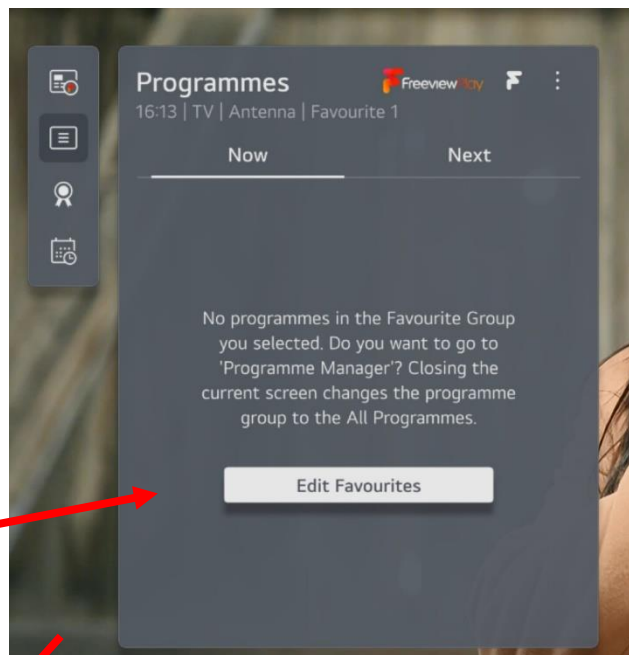 Programmes
FreeviewPlay
16:13 | TV | Antenna | Favourite 1
Now Next
No programmes in the Favourite Group
you selected. Do you want to go to
'Programme Manager'? Closing the
current screen changes the programme
group to the All Programmes.
Edit Favourites